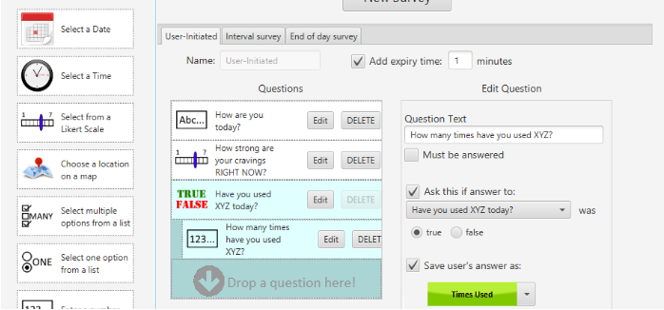 New Survey
Select a Date
Select a Time
1 7
Select from a
Likert Scale
Choose a location
on a map
MANY
Select multiple
options from a list
ONE
Select one option
from a list
123...
User-Initiated
Interval survey
End of day survey
Name:
User-Initiated
Add expiry time:
1
minutes
Questions
Abc...
How are you
today?
Edit
DELETE
1 7
How strong are
your cravings
RIGHT NOW?
Edit
DELETE
TRUE
FALSE
Have you used
XYZ today?
Edit
DELETE
123...
How many times
have you used
XYZ?
Edit
DELET
Drop a question here!
Edit Question
Question Text
How many times have you used XYZ?
Must be answered
Ask this if answer to:
Have you used XYZ today?
was
true
false
Save user's answer as:
Times Used